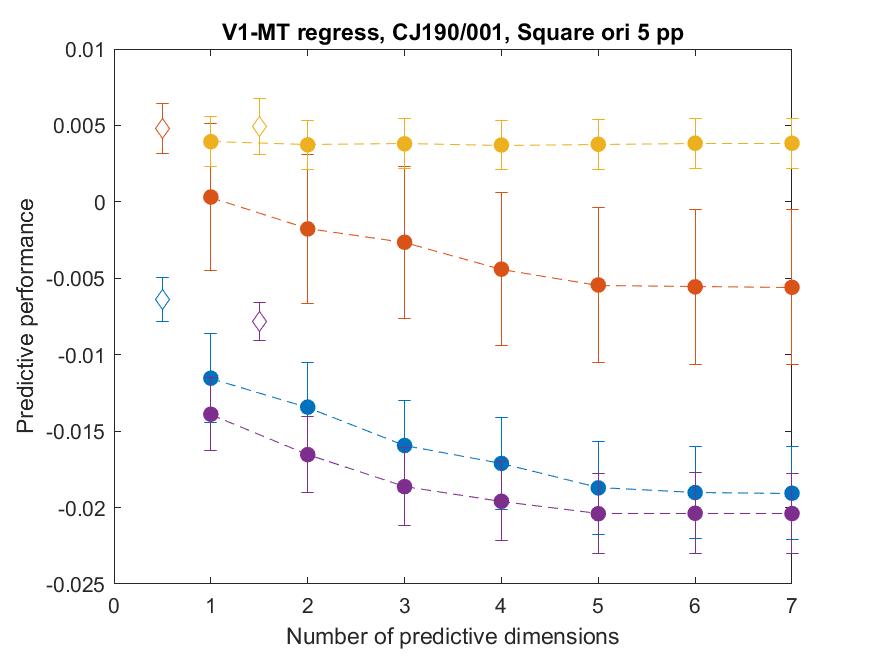 V1-MT regress, CJ190/001, Square ori 5 pp
0.01
0.005
0
-0.005
-0.01
-0.015
-0.02
-0.025
Predictive performance
0 1 2 3 4 5 6 7
Number of predictive dimensions